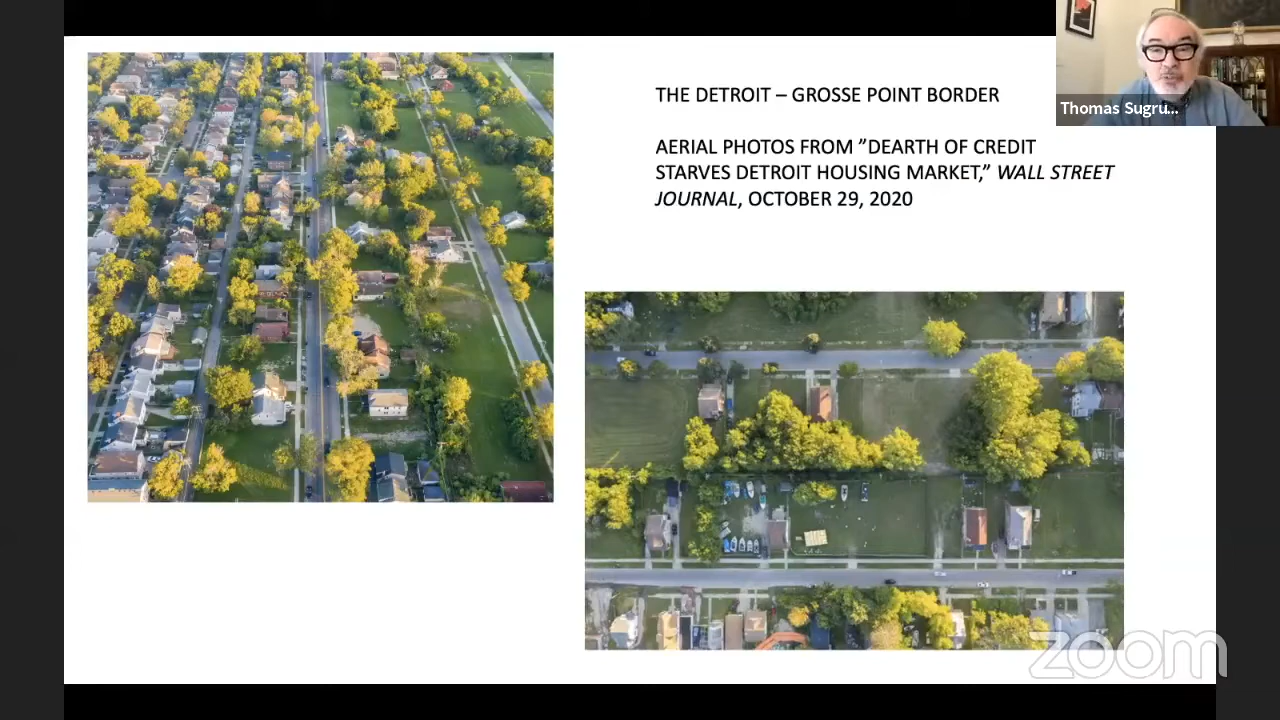 THE DETROIT – GROSSE POINT BORDER
AERIAL PHOTOS FROM ”DEARTH OF CREDIT
STARVES DETROIT HOUSING MARKET,” WALL STREET
JOURNAL, OCTOBER 29, 2020
Thomas Sugru...
zoom